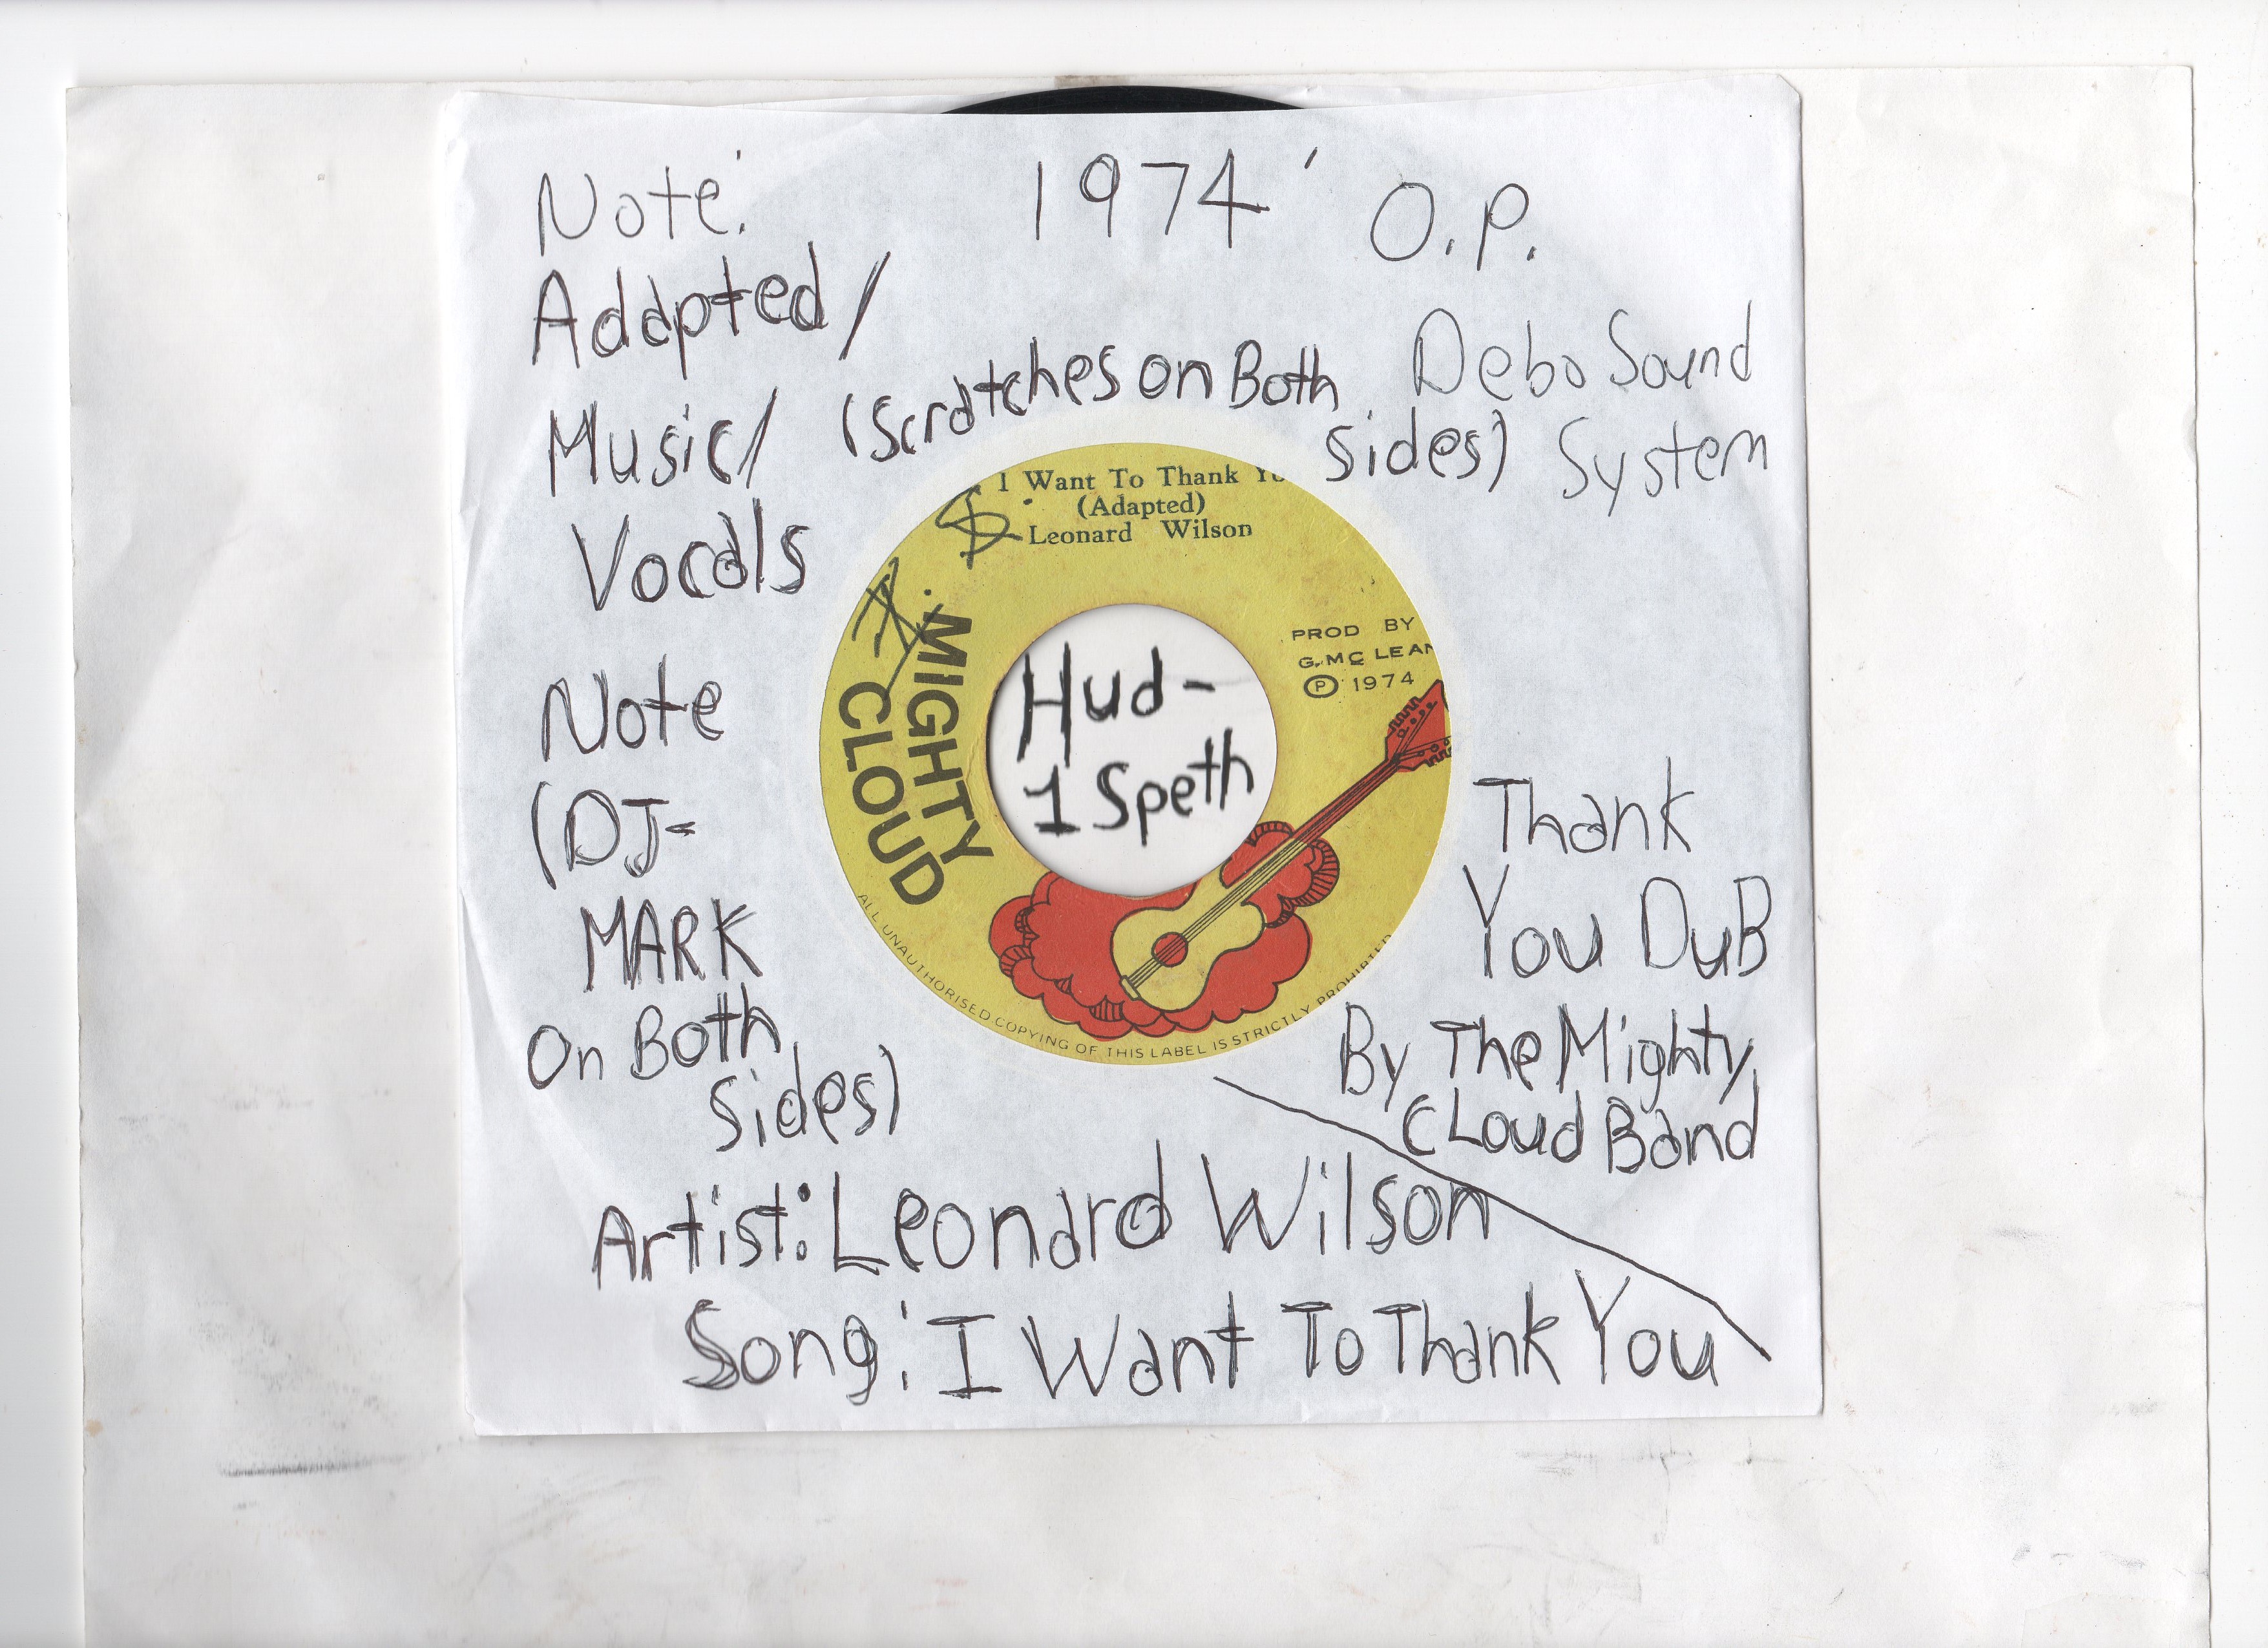 Note:
Adapted/
Music/
Vocals
1974' O.P.
Debo Sound
System
(Scratches on Both
sides)
I Want To Thank Yo
(Adapted)
Leonard Wilson
MIGHTY
CLOUD
PROD BY
G. MC LEAN
Ⓟ 1974
Hud-
1 Speth
ALL UNAUTHORISED COPYING OF THIS LABEL IS STRICTLY PROHIBITED
Note
(DJ-
MARK
On Both
sides)
Thank
You DuB
By The Mighty
CLoud Band
Artist: Leonard Wilson
Song: I Want To Thank You